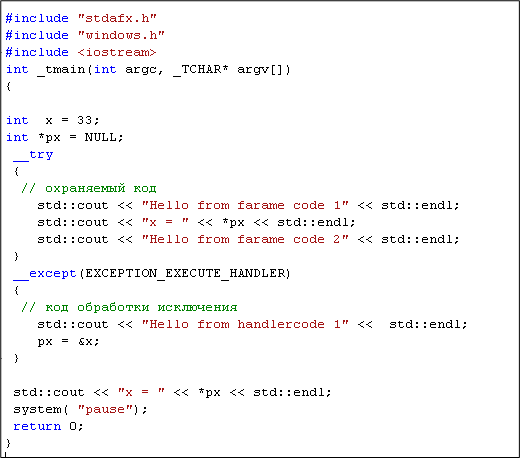 #include "stdafx.h"
#include "windows.h"
#include <iostream>
int _tmain(int argc, _TCHAR* argv[])
{
int  x = 33;
int *px = NULL;
__try
{
// охраняемый код
std::cout << "Hello from farame code 1" << std::endl;
std::cout << "x = " << *px << std::endl;
std::cout << "Hello from farame code 2" << std::endl;
}
__except(EXCEPTION_EXECUTE_HANDLER)
{
// код обработки исключения
std::cout << "Hello from handlercode 1" <<  std::endl;
px = &x;
}
std::cout << "x = " << *px << std::endl;
system( "pause");
return 0;
}